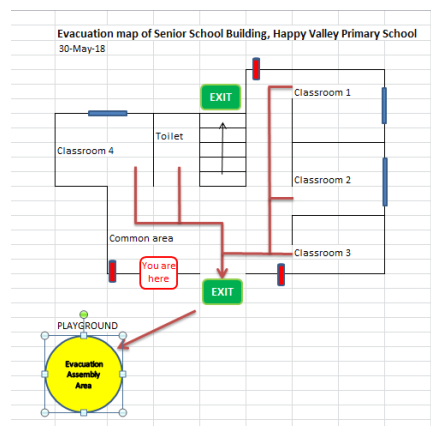 Evacuation map of Senior School Building, Happy Valley Primary School
30-May-18
EXIT
Classroom 1
Toilet
Classroom 4
Classroom 2
Common area
Classroom 3
You are
here
EXIT
PLAYGROUND
Evacuation
Assembly
Area